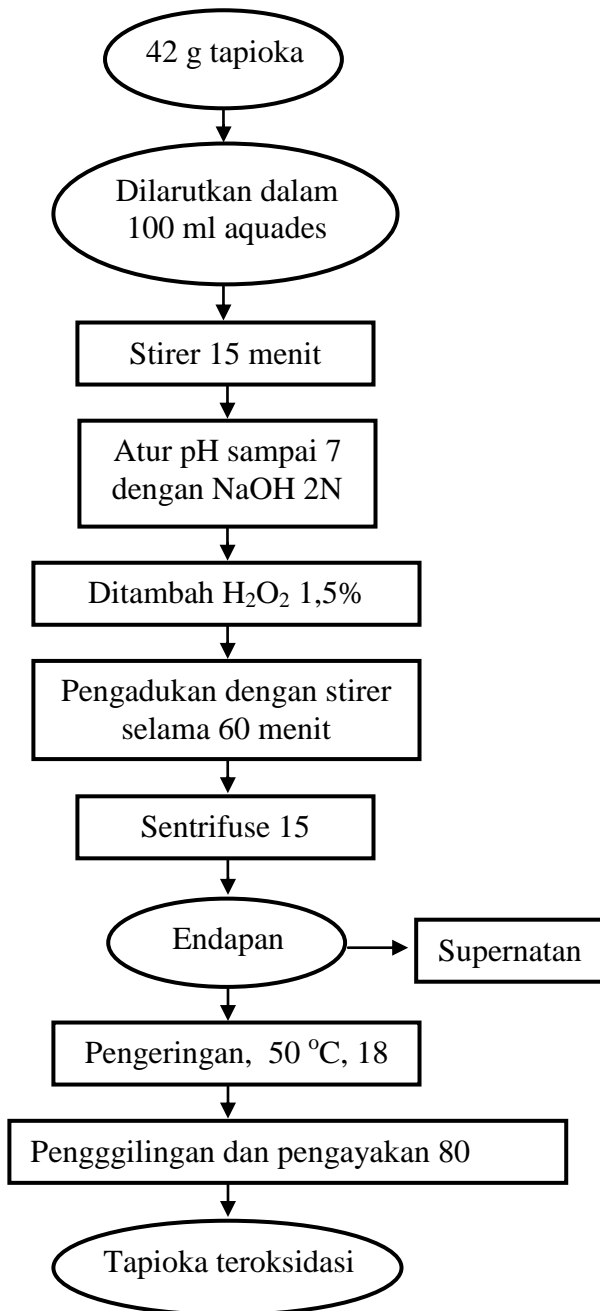 42 g tapioka
Dilarutkan dalam
100 ml aquades
Stirer 15 menit
Atur pH sampai 7
dengan NaOH 2N
Ditambah H₂O₂ 1,5%
Pengadukan dengan stirer
selama 60 menit
Sentrifuse 15
Endapan
Supernatan
Pengeringan, 50 ᵒC, 18
Pengggilingan dan pengayakan 80
Tapioka teroksidasi